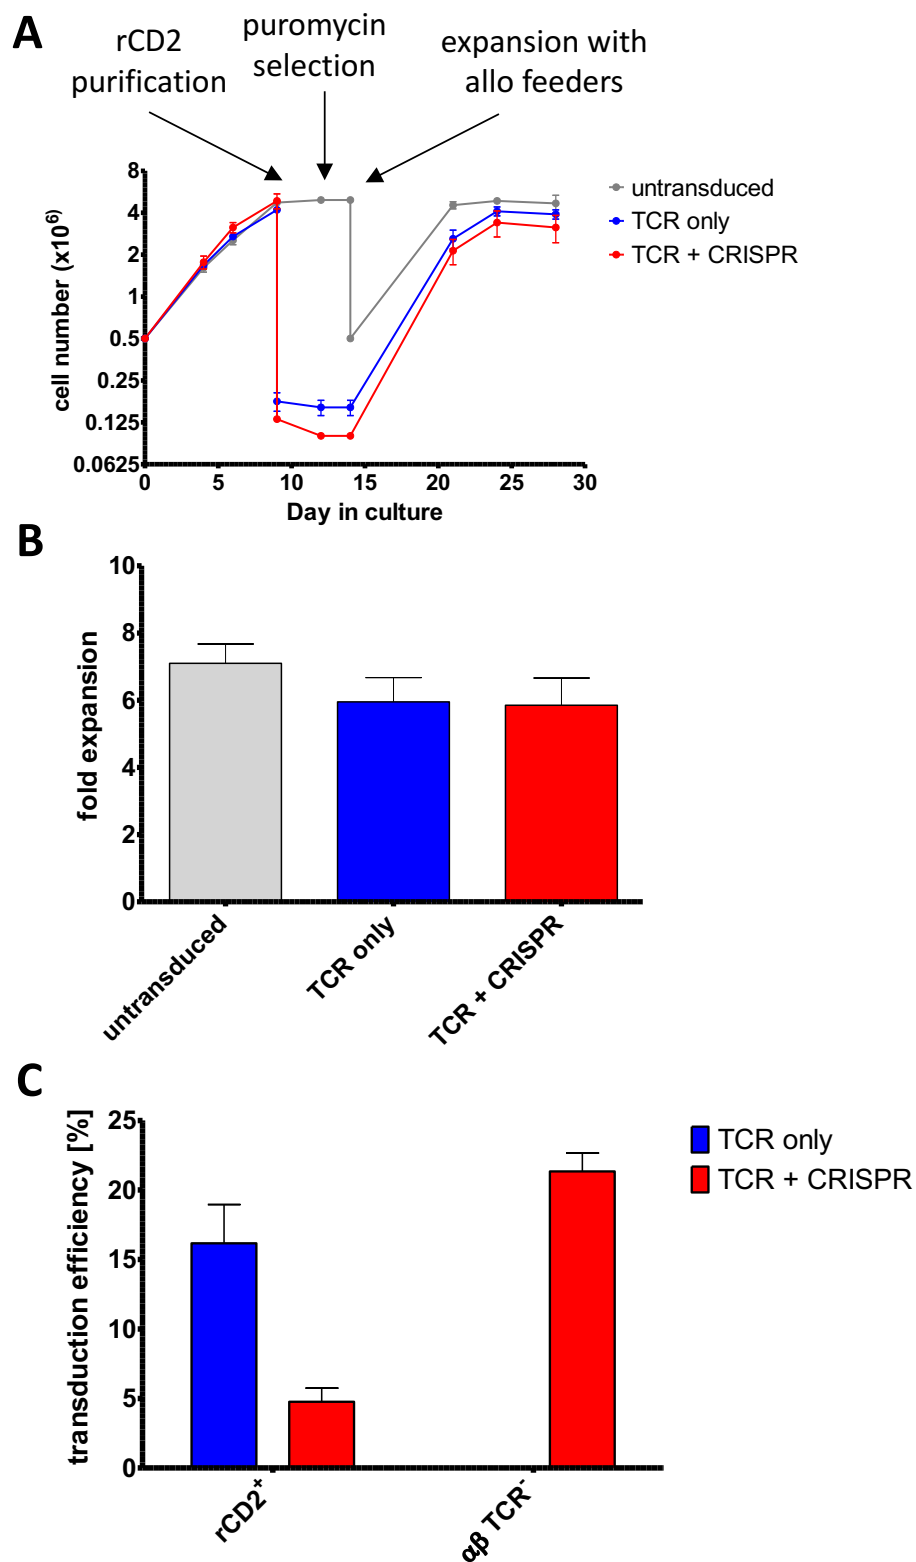 A
rCD2
purification
puromycin
selection
expansion with
allo feeders
8
4
2
1
0.5
0.25
0.125
0.0625
cell number (x10⁶)
0 5 10 15 20 25 30
Day in culture
untransduced
TCR only
TCR + CRISPR
B
10
8
6
4
2
0
fold expansion
untransduced
TCR only
TCR + CRISPR
C
25
20
15
10
5
0
transduction efficiency [%]
rCD2⁺
αβ TCR⁻
TCR only
TCR + CRISPR